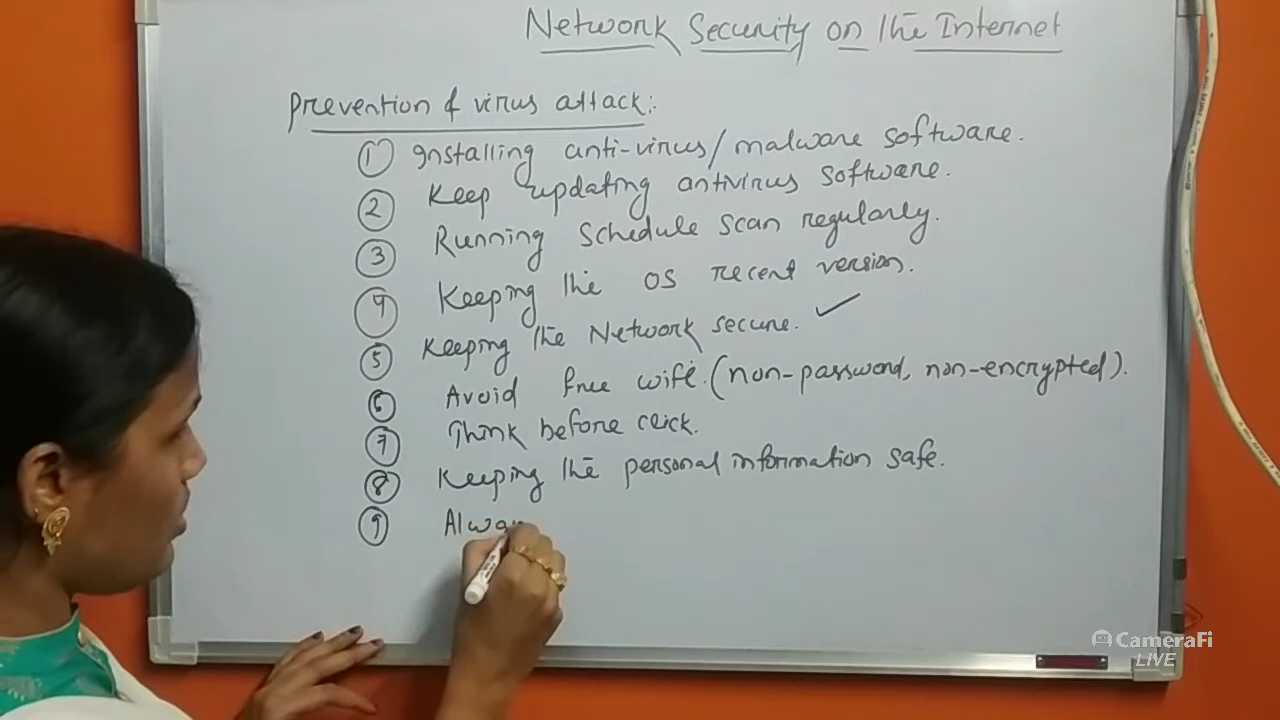 Network Security on the Internet
Prevention of virus attack:
① Installing anti-virus/malware software.
② Keep updating antivirus software.
③ Running Schedule scan regularly.
④ Keeping the OS recent version.
⑤ Keeping the Network secure. ✓
⑥ Avoid free wifi. (non-password, non-encrypted).
⑦ Think before click.
⑧ Keeping the personal information safe.
⑨ Alway
CameraFi
LIVE